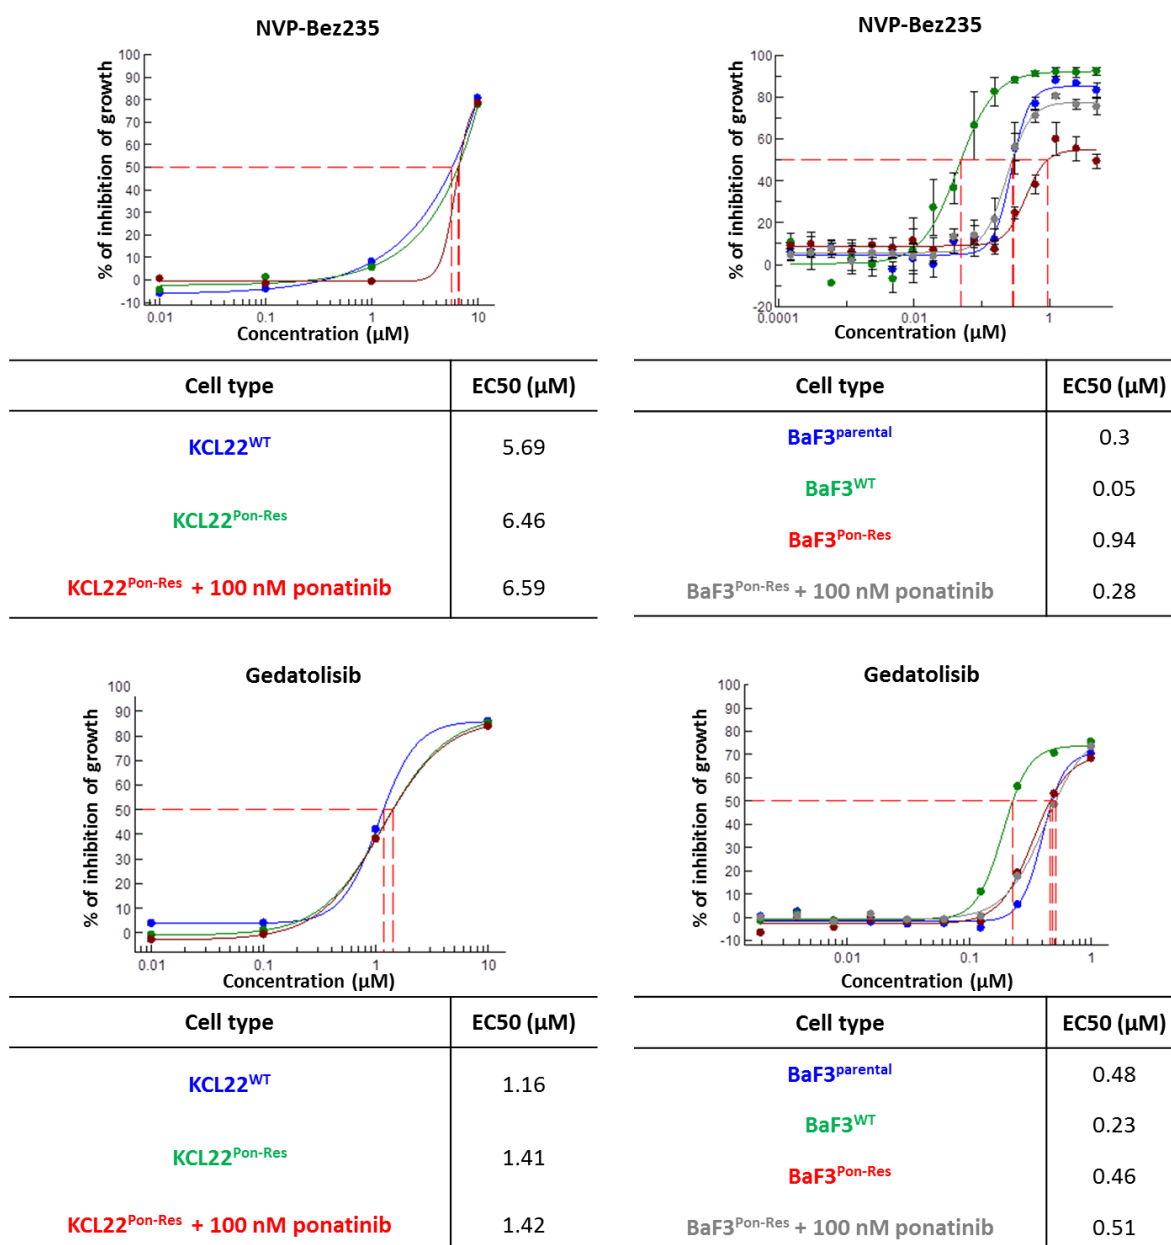 NVP-Bez235
% of inhibition of growth
100
90
80
70
60
50
40
30
20
10
0
-10
0.01
0.1
1
10
Concentration (µM)
Cell type EC50 (µM)
KCL22WT 5.69
KCL22Pon-Res 6.46
KCL22Pon-Res + 100 nM ponatinib 6.59
NVP-Bez235
% of inhibition of growth
100
80
60
40
20
0
-20
0.0001
0.01
1
Concentration (µM)
Cell type EC50 (µM)
BaF3parental 0.3
BaF3WT 0.05
BaF3Pon-Res 0.94
BaF3Pon-Res + 100 nM ponatinib 0.28
Gedatolisib
% of inhibition of growth
100
90
80
70
60
50
40
30
20
10
0
0.01
0.1
1
10
Concentration (µM)
Cell type EC50 (µM)
KCL22WT 1.16
KCL22Pon-Res 1.41
KCL22Pon-Res + 100 nM ponatinib 1.42
Gedatolisib
% of inhibition of growth
100
90
80
70
60
50
40
30
20
10
0
-10
0.01
0.1
1
Concentration (µM)
Cell type EC50 (µM)
BaF3parental 0.48
BaF3WT 0.23
BaF3Pon-Res 0.46
BaF3Pon-Res + 100 nM ponatinib 0.51